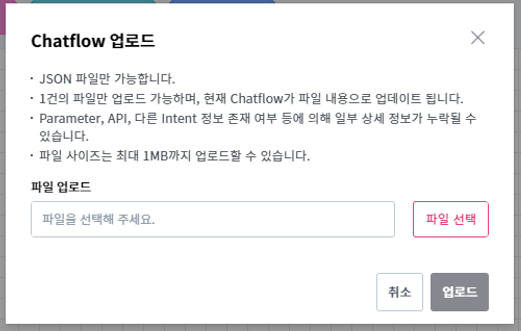 Chatflow 업로드
· JSON 파일만 가능합니다.
· 1건의 파일만 업로드 가능하며, 현재 Chatflow가 파일 내용으로 업데이트 됩니다.
· Parameter, API, 다른 Intent 정보 존재 여부 등에 의해 일부 상세 정보가 누락될 수
있습니다.
· 파일 사이즈는 최대 1MB까지 업로드할 수 있습니다.
파일 업로드
파일을 선택해 주세요.
파일 선택
취소
업로드